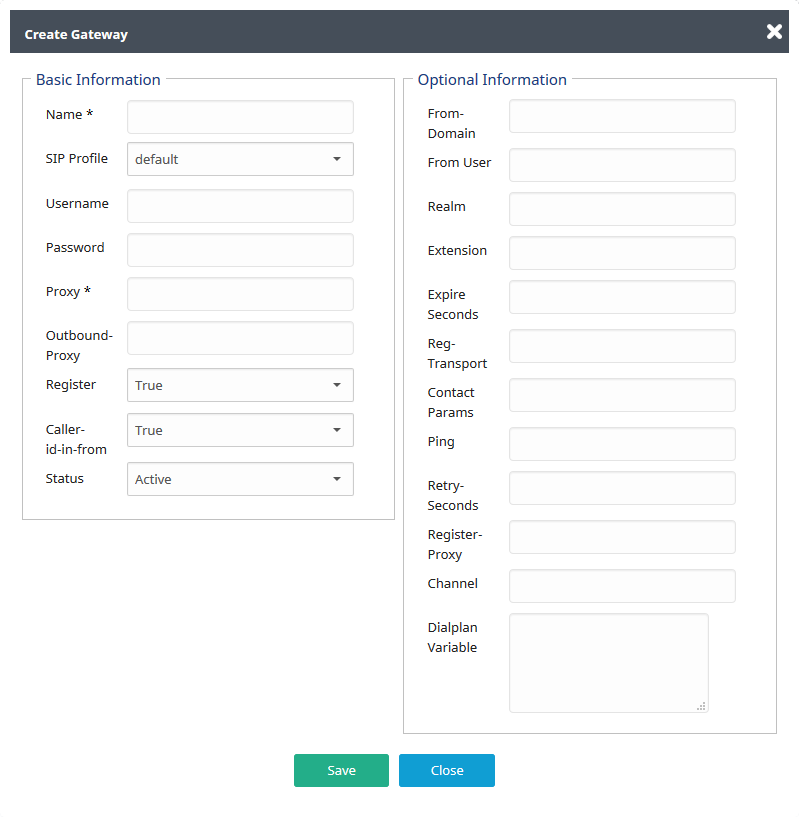 Create Gateway
Basic Information
Name *
SIP Profile
default
Username
Password
Proxy *
Outbound-
Proxy
Register
True
Caller-
id-in-from
True
Status
Active
Optional Information
From-
Domain
From User
Realm
Extension
Expire
Seconds
Reg-
Transport
Contact
Params
Ping
Retry-
Seconds
Register-
Proxy
Channel
Dialplan
Variable
Save
Close